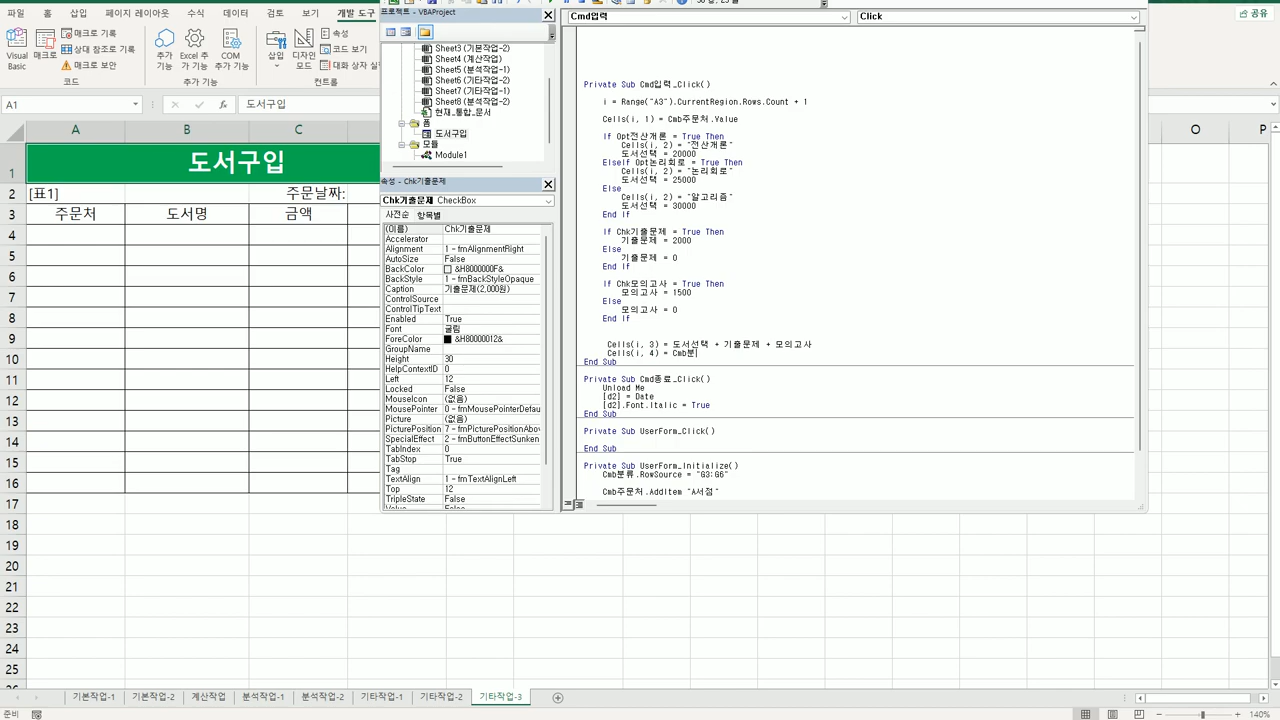 파일
홈
삽입
페이지 레이아웃
수식
데이터
검토
보기
개발 도구
공유
Visual Basic
매크로
매크로 기록
상대 참조로 기록
매크로 보안
코드
추가 기능
Excel 추가 기능
COM 추가 기능
추가 기능
삽입
디자인 모드
속성
코드 보기
컨트롤
A1
도서구입
A B C O P
도서구입
[표1] 주문날짜:
주문처 도서명 금액
1
2
3
4
5
6
7
8
9
10
11
12
13
14
15
16
17
18
19
20
21
22
23
24
25
프로젝트 - VBAProject
Sheet3 (기본작업-2)
Sheet4 (계산작업)
Sheet5 (분석작업-1)
Sheet6 (기타작업-2)
Sheet7 (기타작업-1)
Sheet8 (분석작업-2)
현재_통합_문서
폼
도서구입
모듈
Module1
속성 - Chk기출문제
Chk기출문제 CheckBox
사전순 항목별
(이름) Chk기출문제
Accelerator
Alignment 1 - fmAlignmentRight
AutoSize False
BackColor &H8000000F&
BackStyle 1 - fmBackStyleOpaque
Caption 기출문제(2,000원)
ControlSource
ControlTipText
Enabled True
Font 굴림
ForeColor &H80000012&
GroupName
Height 30
HelpContextID 0
Left 12
Locked False
MouseIcon (없음)
MousePointer 0 - fmMousePointerDefau
Picture (없음)
PicturePosition 7 - fmPicturePositionAbov
SpecialEffect 2 - fmButtonEffectSunken
TabIndex 0
TabStop True
Tag
TextAlign 1 - fmTextAlignLeft
Top 12
TripleState False
Cmd입력 Click
Private Sub Cmd입력_Click()
i = Range("A3").CurrentRegion.Rows.Count + 1
Cells(i, 1) = Cmb주문처.Value
If Opt전산개론 = True Then
Cells(i, 2) = "전산개론"
도서선택 = 20000
ElseIf Opt논리회로 = True Then
Cells(i, 2) = "논리회로"
도서선택 = 25000
Else
Cells(i, 2) = "알고리즘"
도서선택 = 30000
End If
If Chk기출문제 = True Then
기출문제 = 2000
Else
기출문제 = 0
End If
If Chk모의고사 = True Then
모의고사 = 1500
Else
모의고사 = 0
End If
Cells(i, 3) = 도서선택 + 기출문제 + 모의고사
Cells(i, 4) = Cmb분
End Sub
Private Sub Cmd종료_Click()
Unload Me
[d2] = Date
[d2].Font.Italic = True
End Sub
Private Sub UserForm_Click()
End Sub
Private Sub UserForm_Initialize()
Cmb분류.RowSource = "G3:G6"
Cmb주문처.AddItem "A서점"
기본작업-1 기본작업-2 계산작업 분석작업-1 분석작업-2 기타작업-1 기타작업-2 기타작업-3
준비
140%